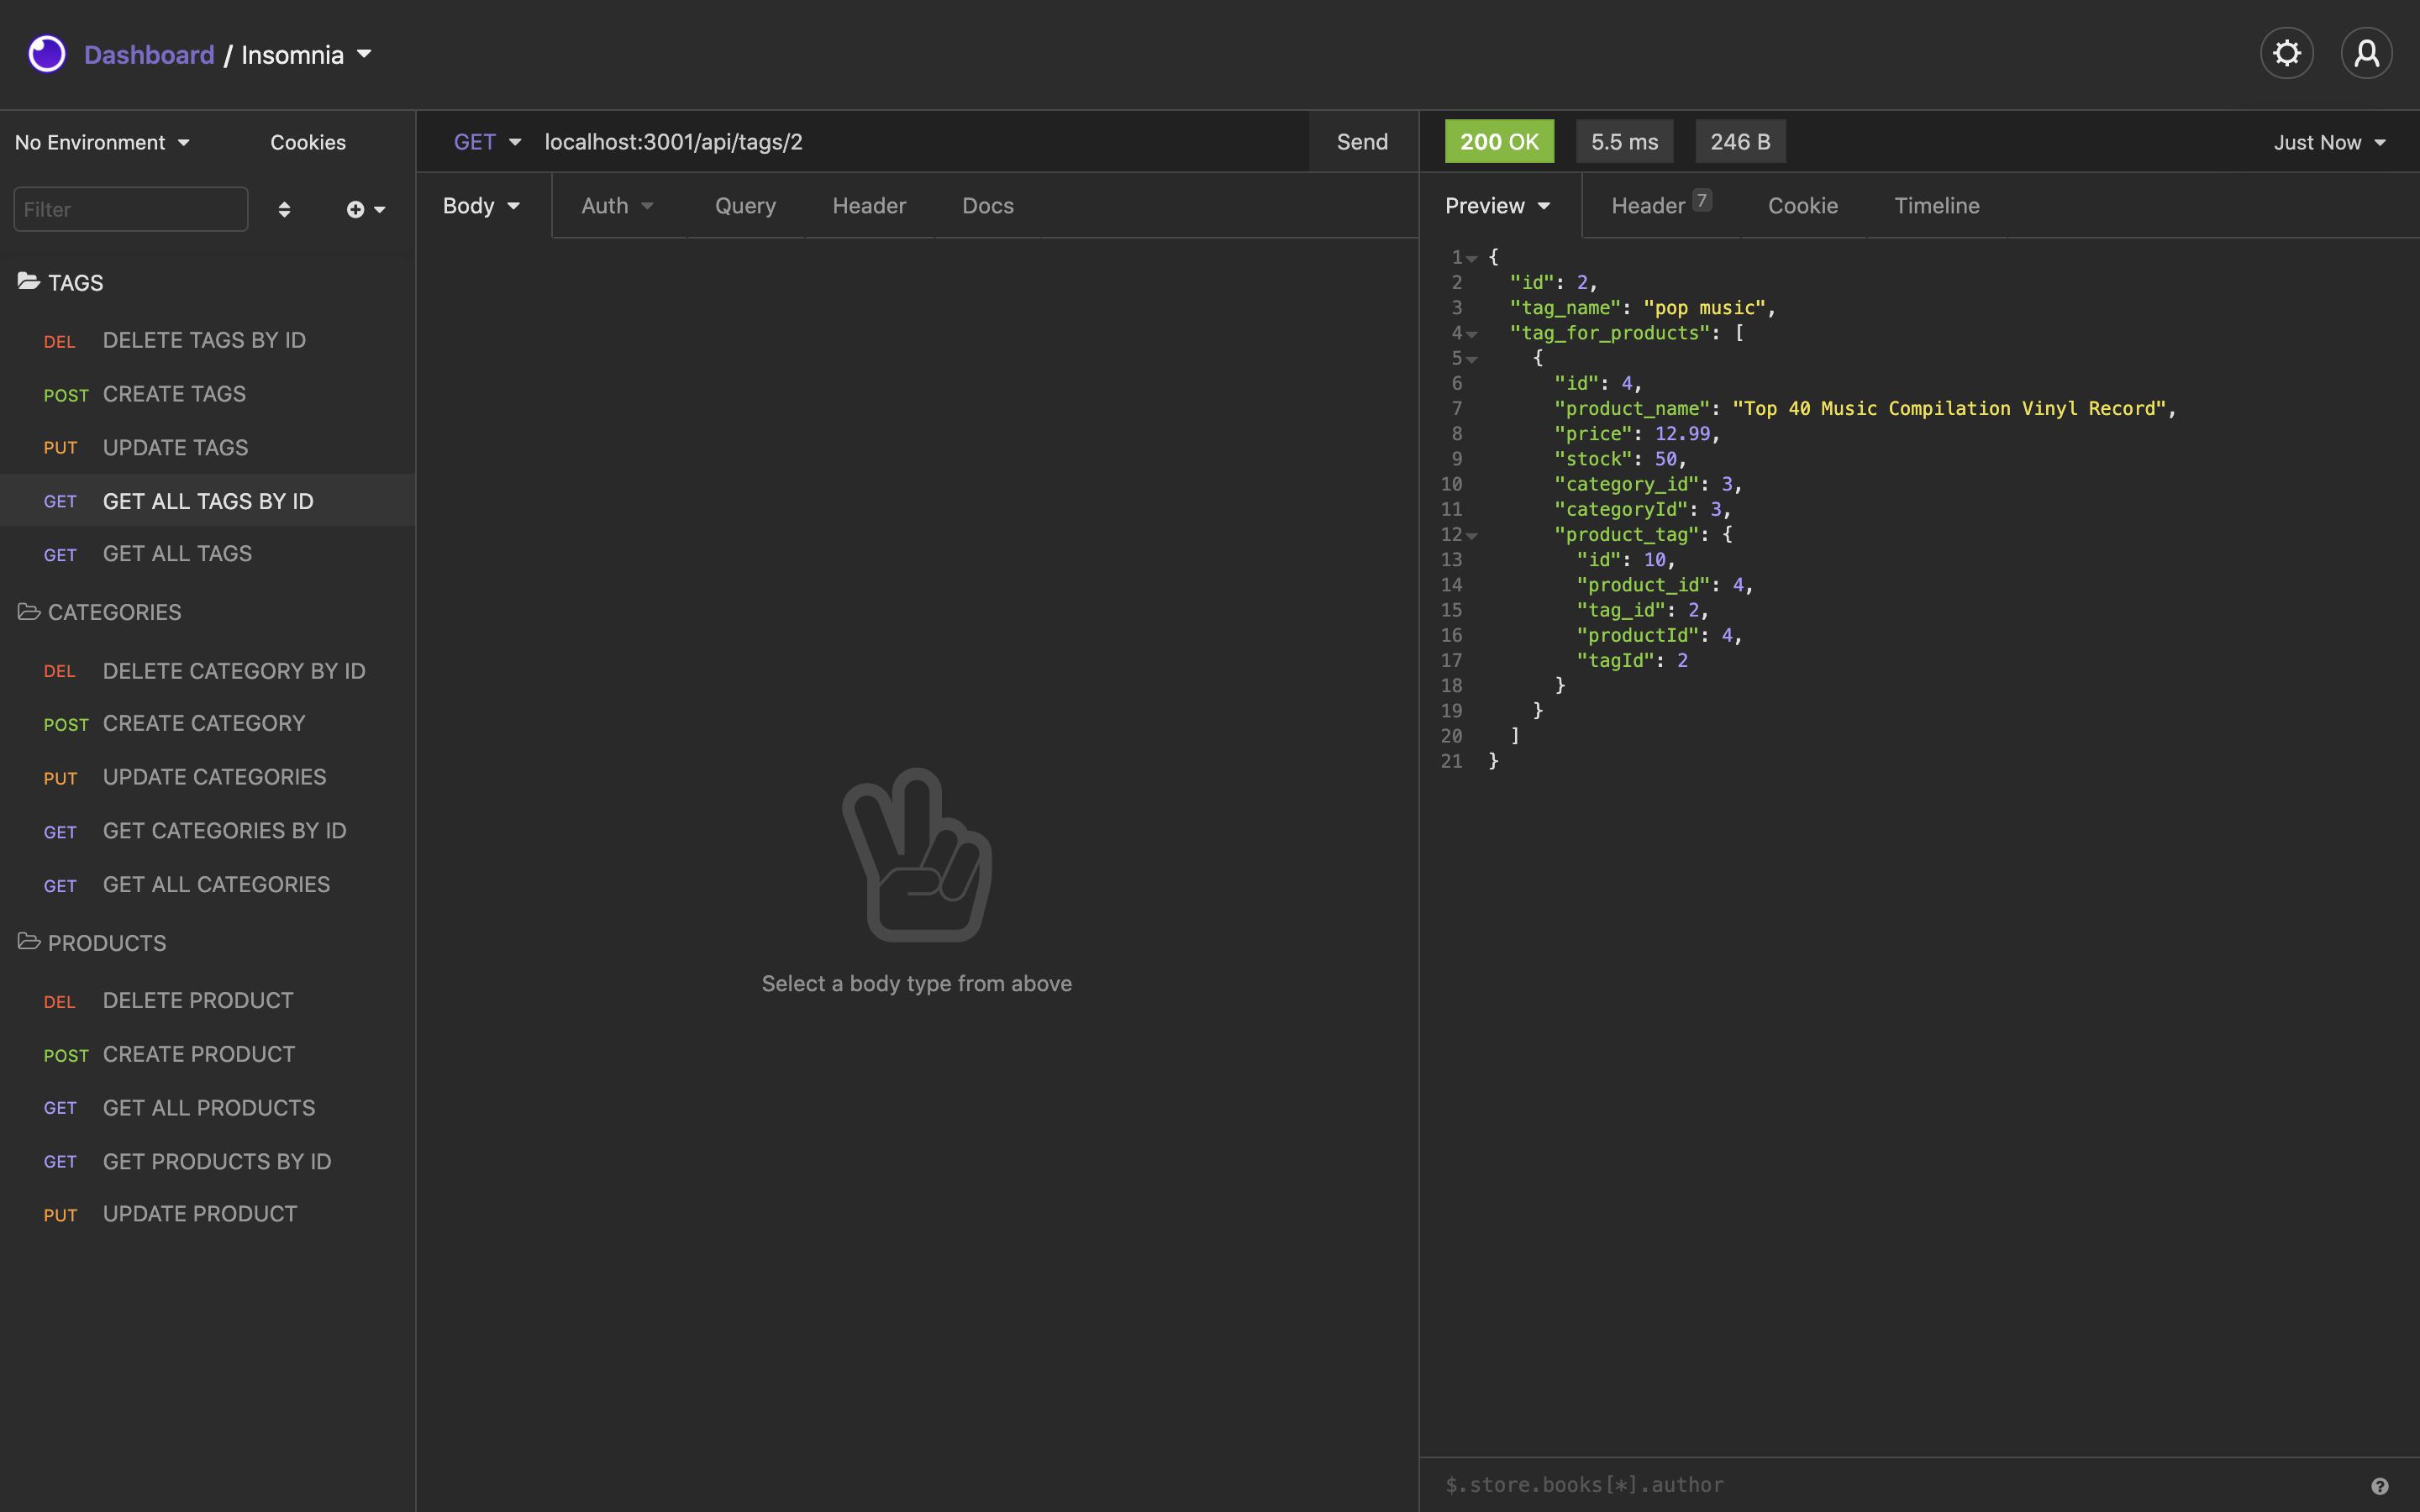 Dashboard / Insomnia
No Environment Cookies
Filter
TAGS
DEL DELETE TAGS BY ID
POST CREATE TAGS
PUT UPDATE TAGS
GET GET ALL TAGS BY ID
GET GET ALL TAGS
CATEGORIES
DEL DELETE CATEGORY BY ID
POST CREATE CATEGORY
PUT UPDATE CATEGORIES
GET GET CATEGORIES BY ID
GET GET ALL CATEGORIES
PRODUCTS
DEL DELETE PRODUCT
POST CREATE PRODUCT
GET GET ALL PRODUCTS
GET GET PRODUCTS BY ID
PUT UPDATE PRODUCT
GET localhost:3001/api/tags/2 Send
Body Auth Query Header Docs
Select a body type from above
200 OK 5.5 ms 246 B Just Now
Preview Header 7 Cookie Timeline
1 {
2 "id": 2,
3 "tag_name": "pop music",
4 "tag_for_products": [
5 {
6 "id": 4,
7 "product_name": "Top 40 Music Compilation Vinyl Record",
8 "price": 12.99,
9 "stock": 50,
10 "category_id": 3,
11 "categoryId": 3,
12 "product_tag": {
13 "id": 10,
14 "product_id": 4,
15 "tag_id": 2,
16 "productId": 4,
17 "tagId": 2
18 }
19 }
20 ]
21 }
$.store.books[*].author ?